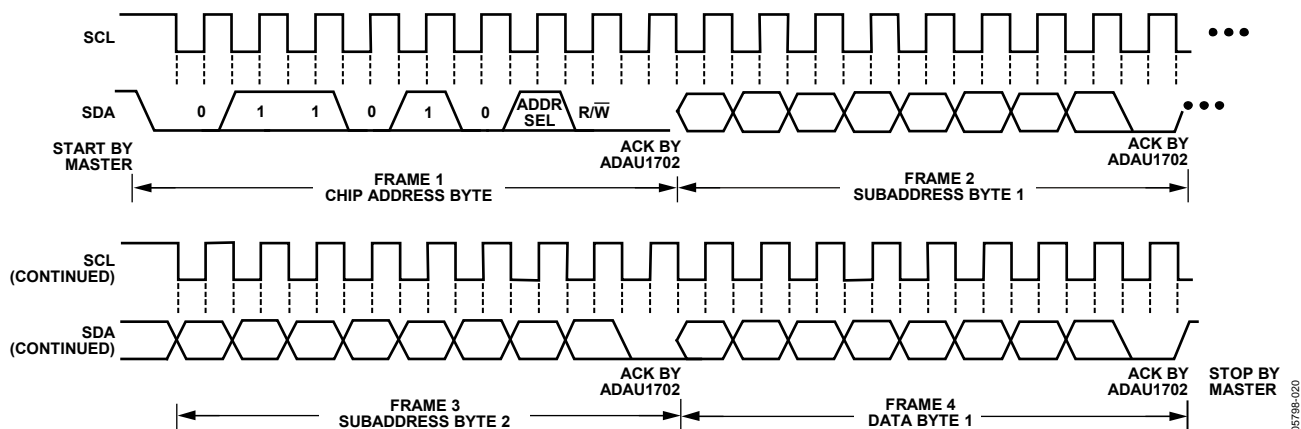 SCL
SDA
0 1 1 0 1 0 ADDR SEL R/W̅
START BY MASTER
ACK BY ADAU1702
ACK BY ADAU1702
FRAME 1
CHIP ADDRESS BYTE
FRAME 2
SUBADDRESS BYTE 1
SCL
(CONTINUED)
SDA
(CONTINUED)
ACK BY ADAU1702
ACK BY ADAU1702
STOP BY MASTER
FRAME 3
SUBADDRESS BYTE 2
FRAME 4
DATA BYTE 1
05798-020